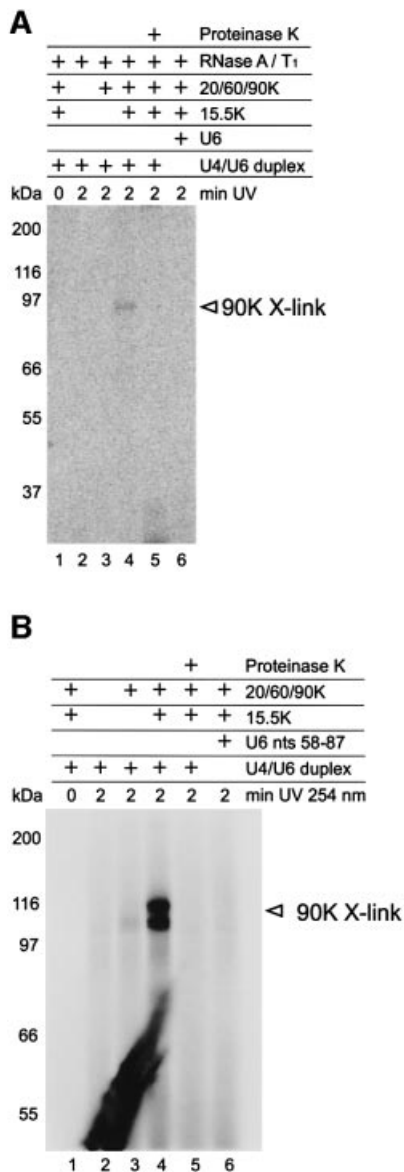 A
+ Proteinase K
+ + + + + + RNase A / T1
+ + + + + 20/60/90K
+ + + + 15.5K
+ U6
+ + + + + U4/U6 duplex
kDa 0 2 2 2 2 2 min UV
200
116
97
90K X-link
66
55
37
1 2 3 4 5 6
B
+ Proteinase K
+ + + + + 20/60/90K
+ + + + 15.5K
+ U6 nts 58-87
+ + + + + U4/U6 duplex
kDa 0 2 2 2 2 2 min UV 254 nm
200
116
90K X-link
97
66
55
1 2 3 4 5 6